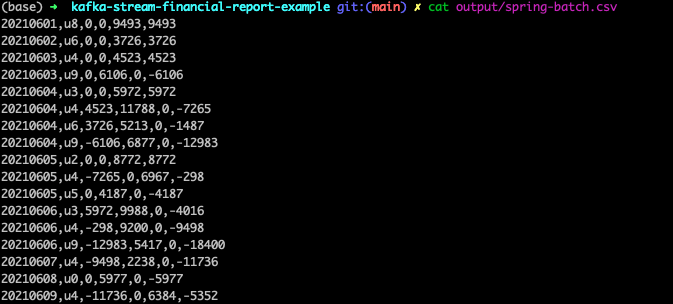 (base) → kafka-stream-financial-report-example git:(main) ✗ cat output/spring-batch.csv
20210601,u8,0,0,9493,9493
20210602,u6,0,0,3726,3726
20210603,u4,0,0,4523,4523
20210603,u9,0,6106,0,-6106
20210604,u3,0,0,5972,5972
20210604,u4,4523,11788,0,-7265
20210604,u6,3726,5213,0,-1487
20210604,u9,-6106,6877,0,-12983
20210605,u2,0,0,8772,8772
20210605,u4,-7265,0,6967,-298
20210605,u5,0,4187,0,-4187
20210606,u3,5972,9988,0,-4016
20210606,u4,-298,9200,0,-9498
20210606,u9,-12983,5417,0,-18400
20210607,u4,-9498,2238,0,-11736
20210608,u0,0,5977,0,-5977
20210609,u4,-11736,0,6384,-5352